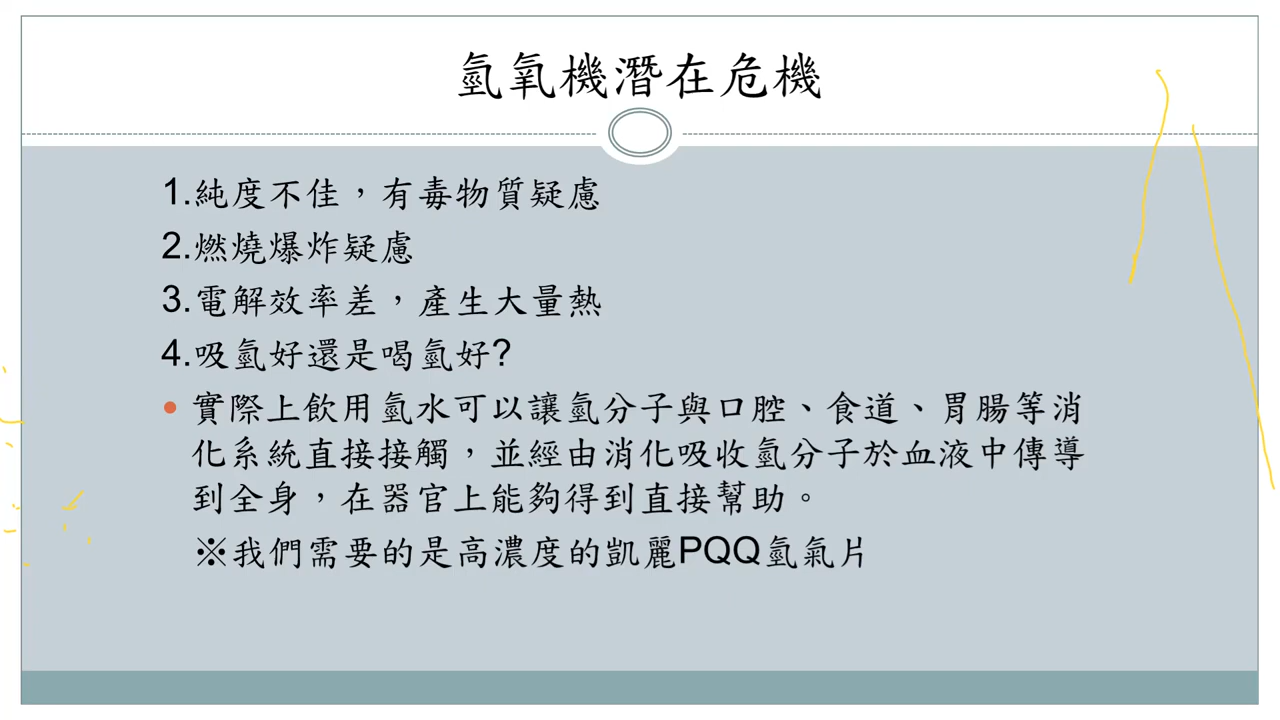 氫氧機潛在危機
1.純度不佳，有毒物質疑慮
2.燃燒爆炸疑慮
3.電解效率差，產生大量熱
4.吸氫好還是喝氫好?
• 實際上飲用氫水可以讓氫分子與口腔、食道、胃腸等消
化系統直接接觸，並經由消化吸收氫分子於血液中傳導
到全身，在器官上能夠得到直接幫助。
※我們需要的是高濃度的凱麗PQQ氫氣片